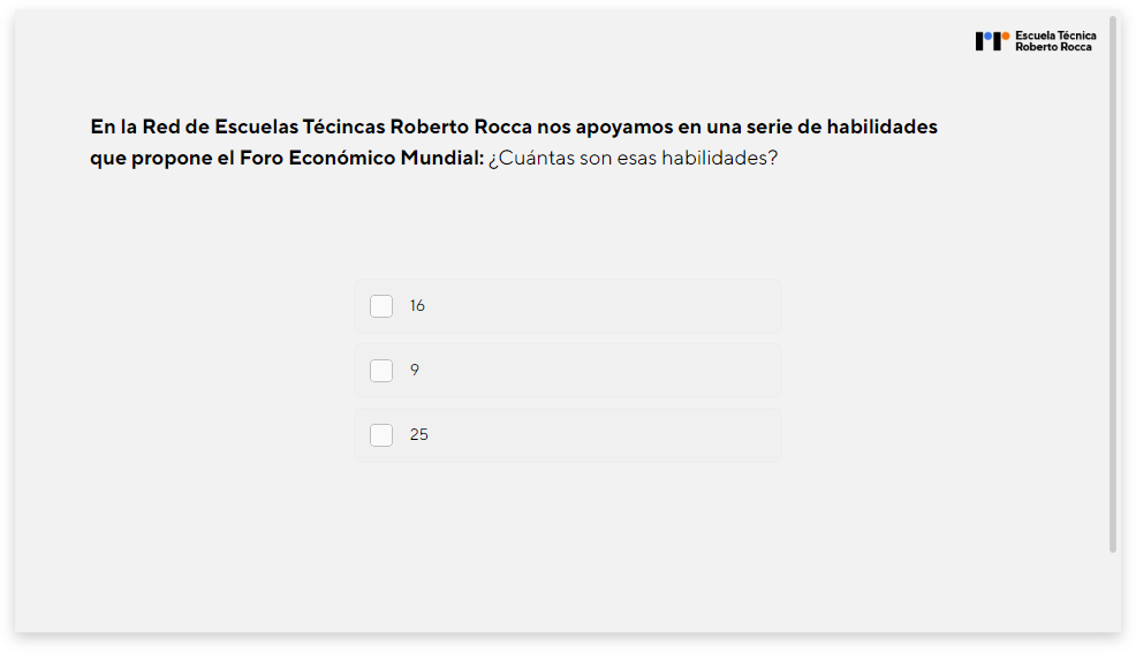 Escuela Técnica
Roberto Rocca
En la Red de Escuelas Técincas Roberto Rocca nos apoyamos en una serie de habilidades
que propone el Foro Económico Mundial: ¿Cuántas son esas habilidades?
16
9
25